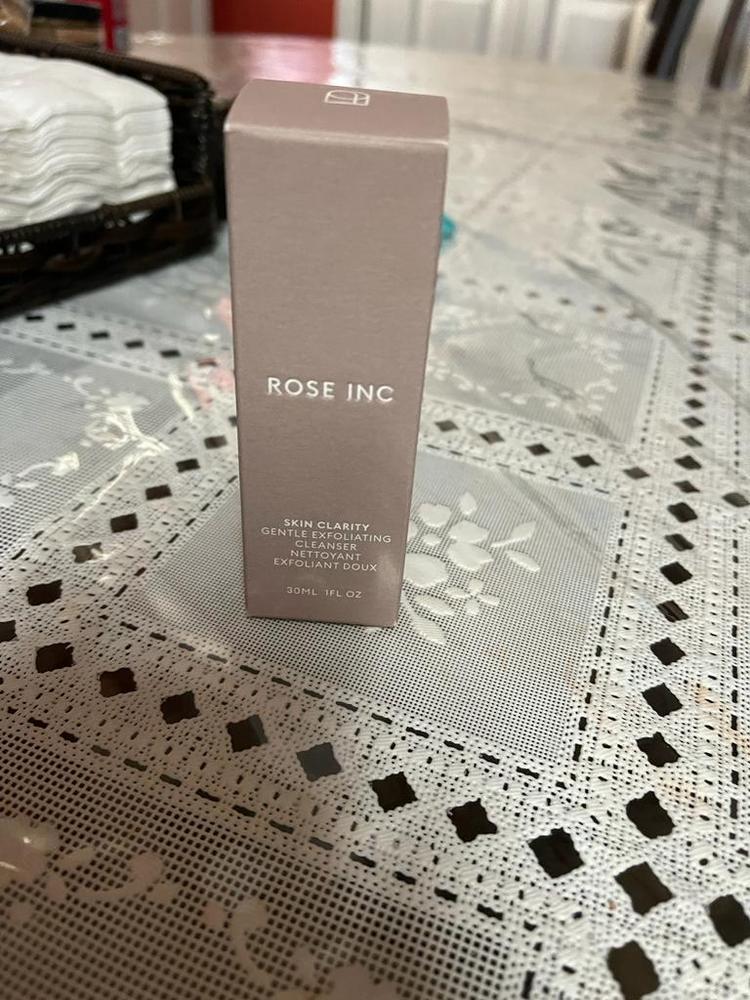 ROSE INC
SKIN CLARITY
GENTLE EXFOLIATING
CLEANSER
NETTOYANT
EXFOLIANT DOUX
30ML 1FL OZ